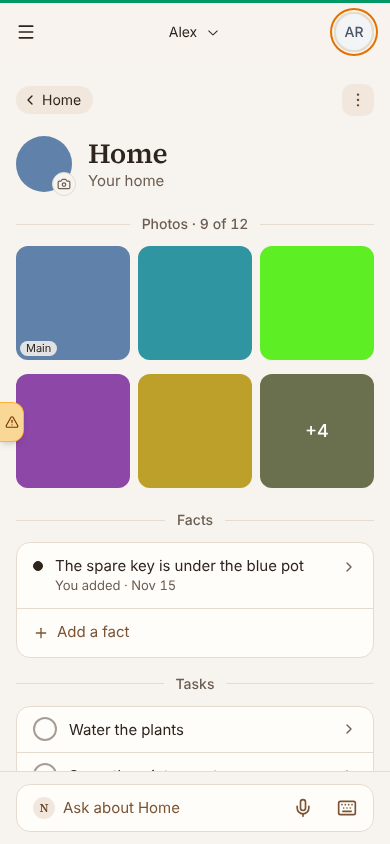 Alex
AR
Home
Home
Your home
Photos · 9 of 12
Main
+4
Facts
The spare key is under the blue pot
You added · Nov 15
Add a fact
Tasks
Water the plants
N
Ask about Home